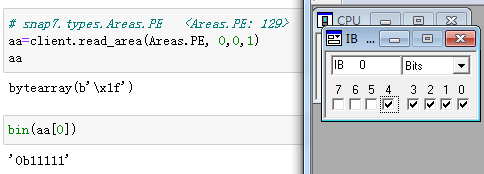 # snap7.types.Areas.PE   <Areas.PE: 129>
aa=client.read_area(Areas.PE, 0,0,1)
aa
bytearray(b'\x1f')
bin(aa[0])
'0b11111'
CPU
IB ...
IB 0 Bits
7 6 5 4 3 2 1 0